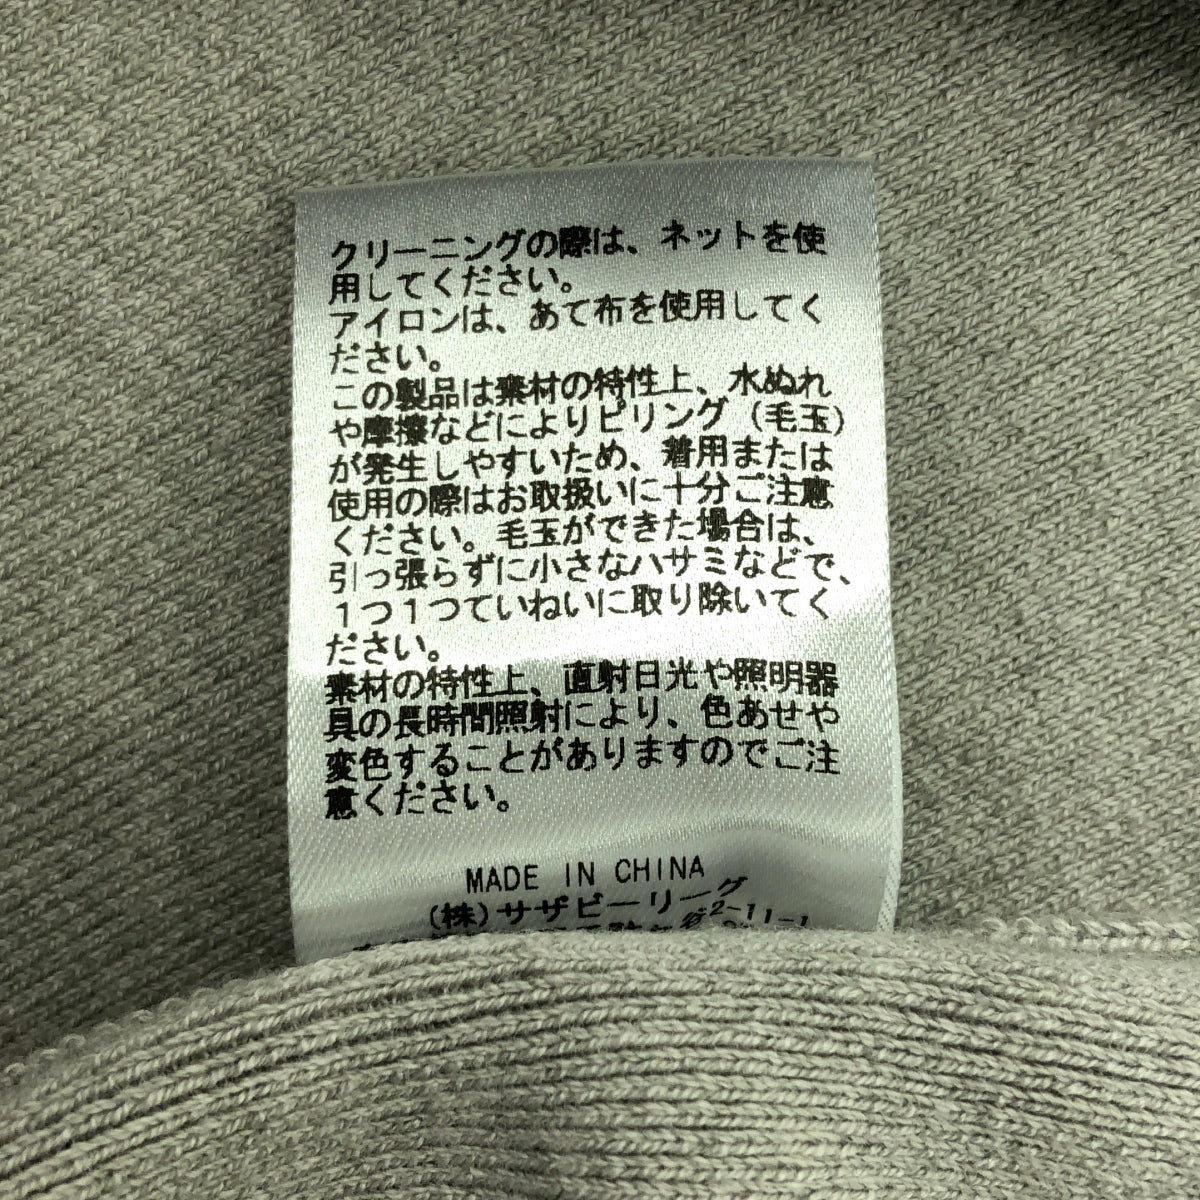 クリーニングの際は、ネットを使
用してください。
アイロンは、あて布を使用してく
ださい。
この製品は素材の特性上、水ぬれ
や摩擦などによりピリング(毛玉)
が発生しやすいため、着用または
使用の際はお取扱いに十分ご注意
ください。毛玉ができた場合は、
引っ張らずに小さなハサミなどで、
1つ1つていねいに取り除いてく
ださい。
素材の特性上、直射日光や照明器
具の長時間照射により、色あせや
変色することがありますのでご注
意ください。
MADE IN CHINA
(株)サザビーリーグ
谷2-11-1